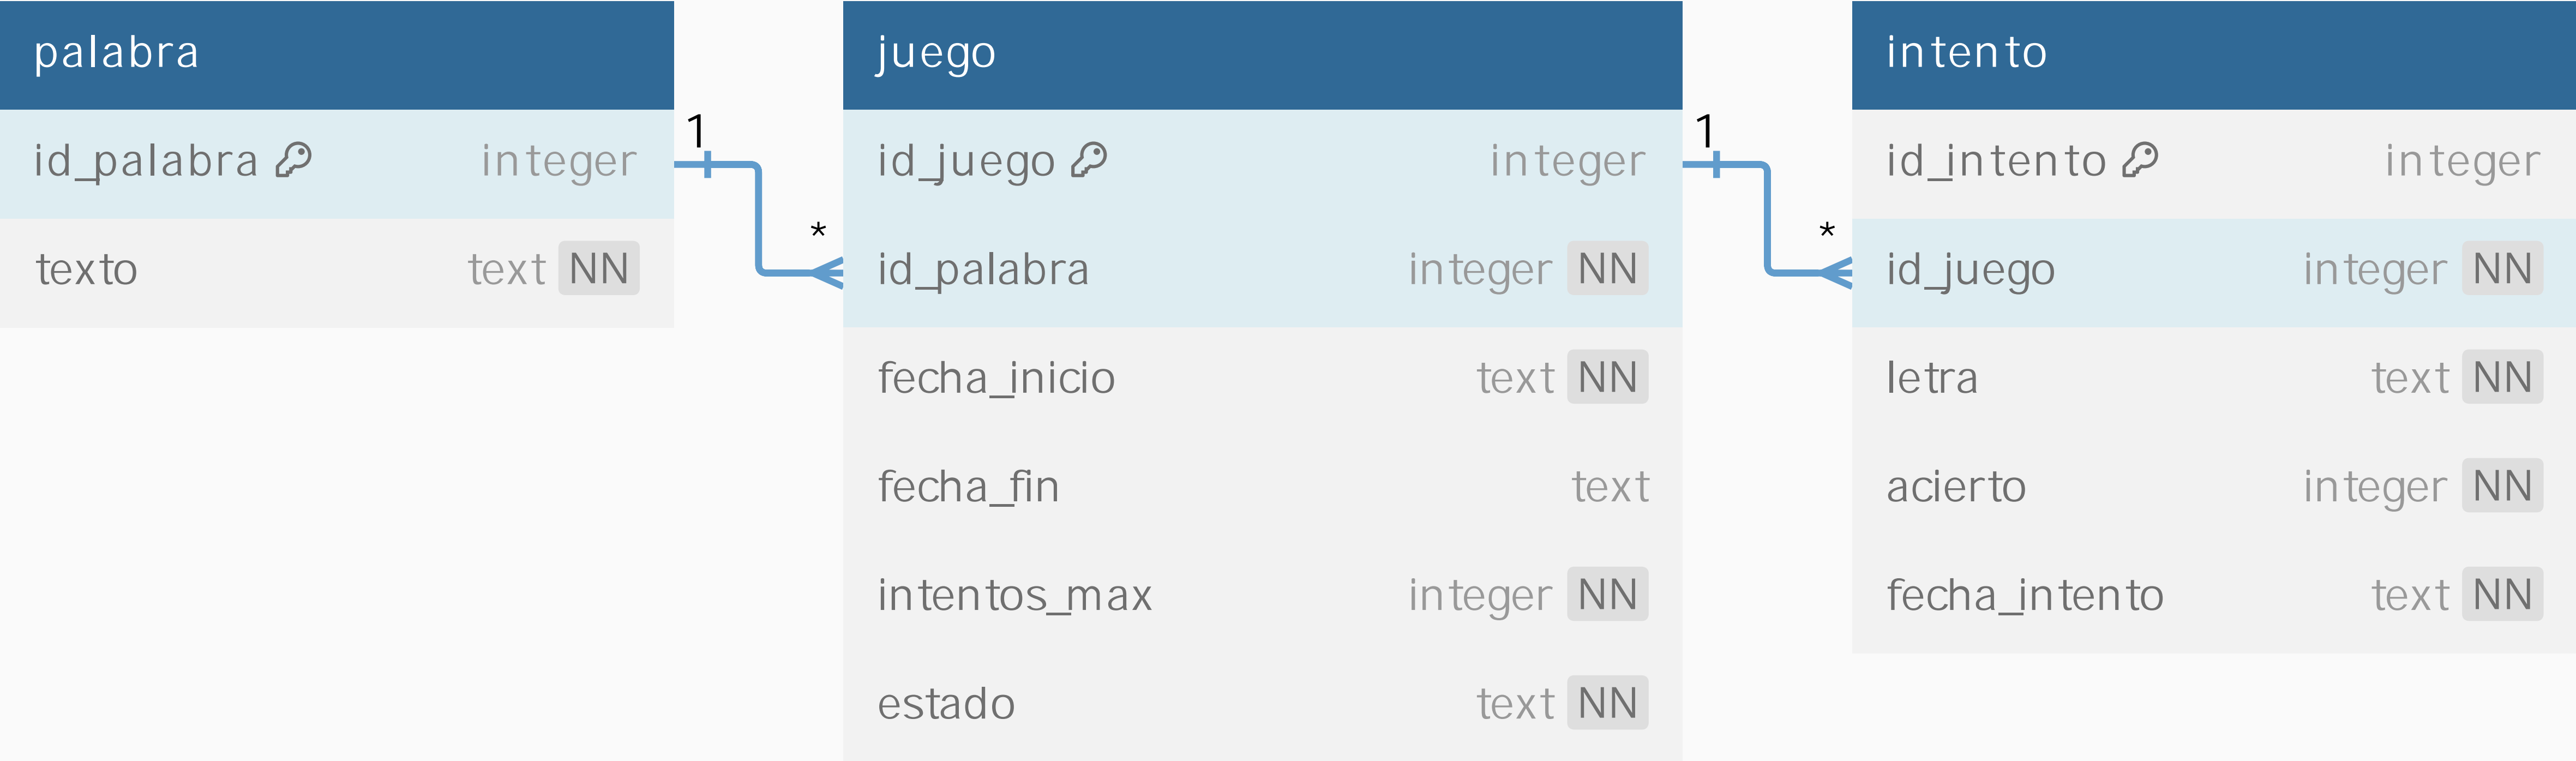 palabra
id_palabra integer
texto text NN
1
*
juego
id_juego integer
id_palabra integer NN
fecha_inicio text NN
fecha_fin text
intentos_max integer NN
estado text NN
1
*
intento
id_intento integer
id_juego integer NN
letra text NN
acierto integer NN
fecha_intento text NN